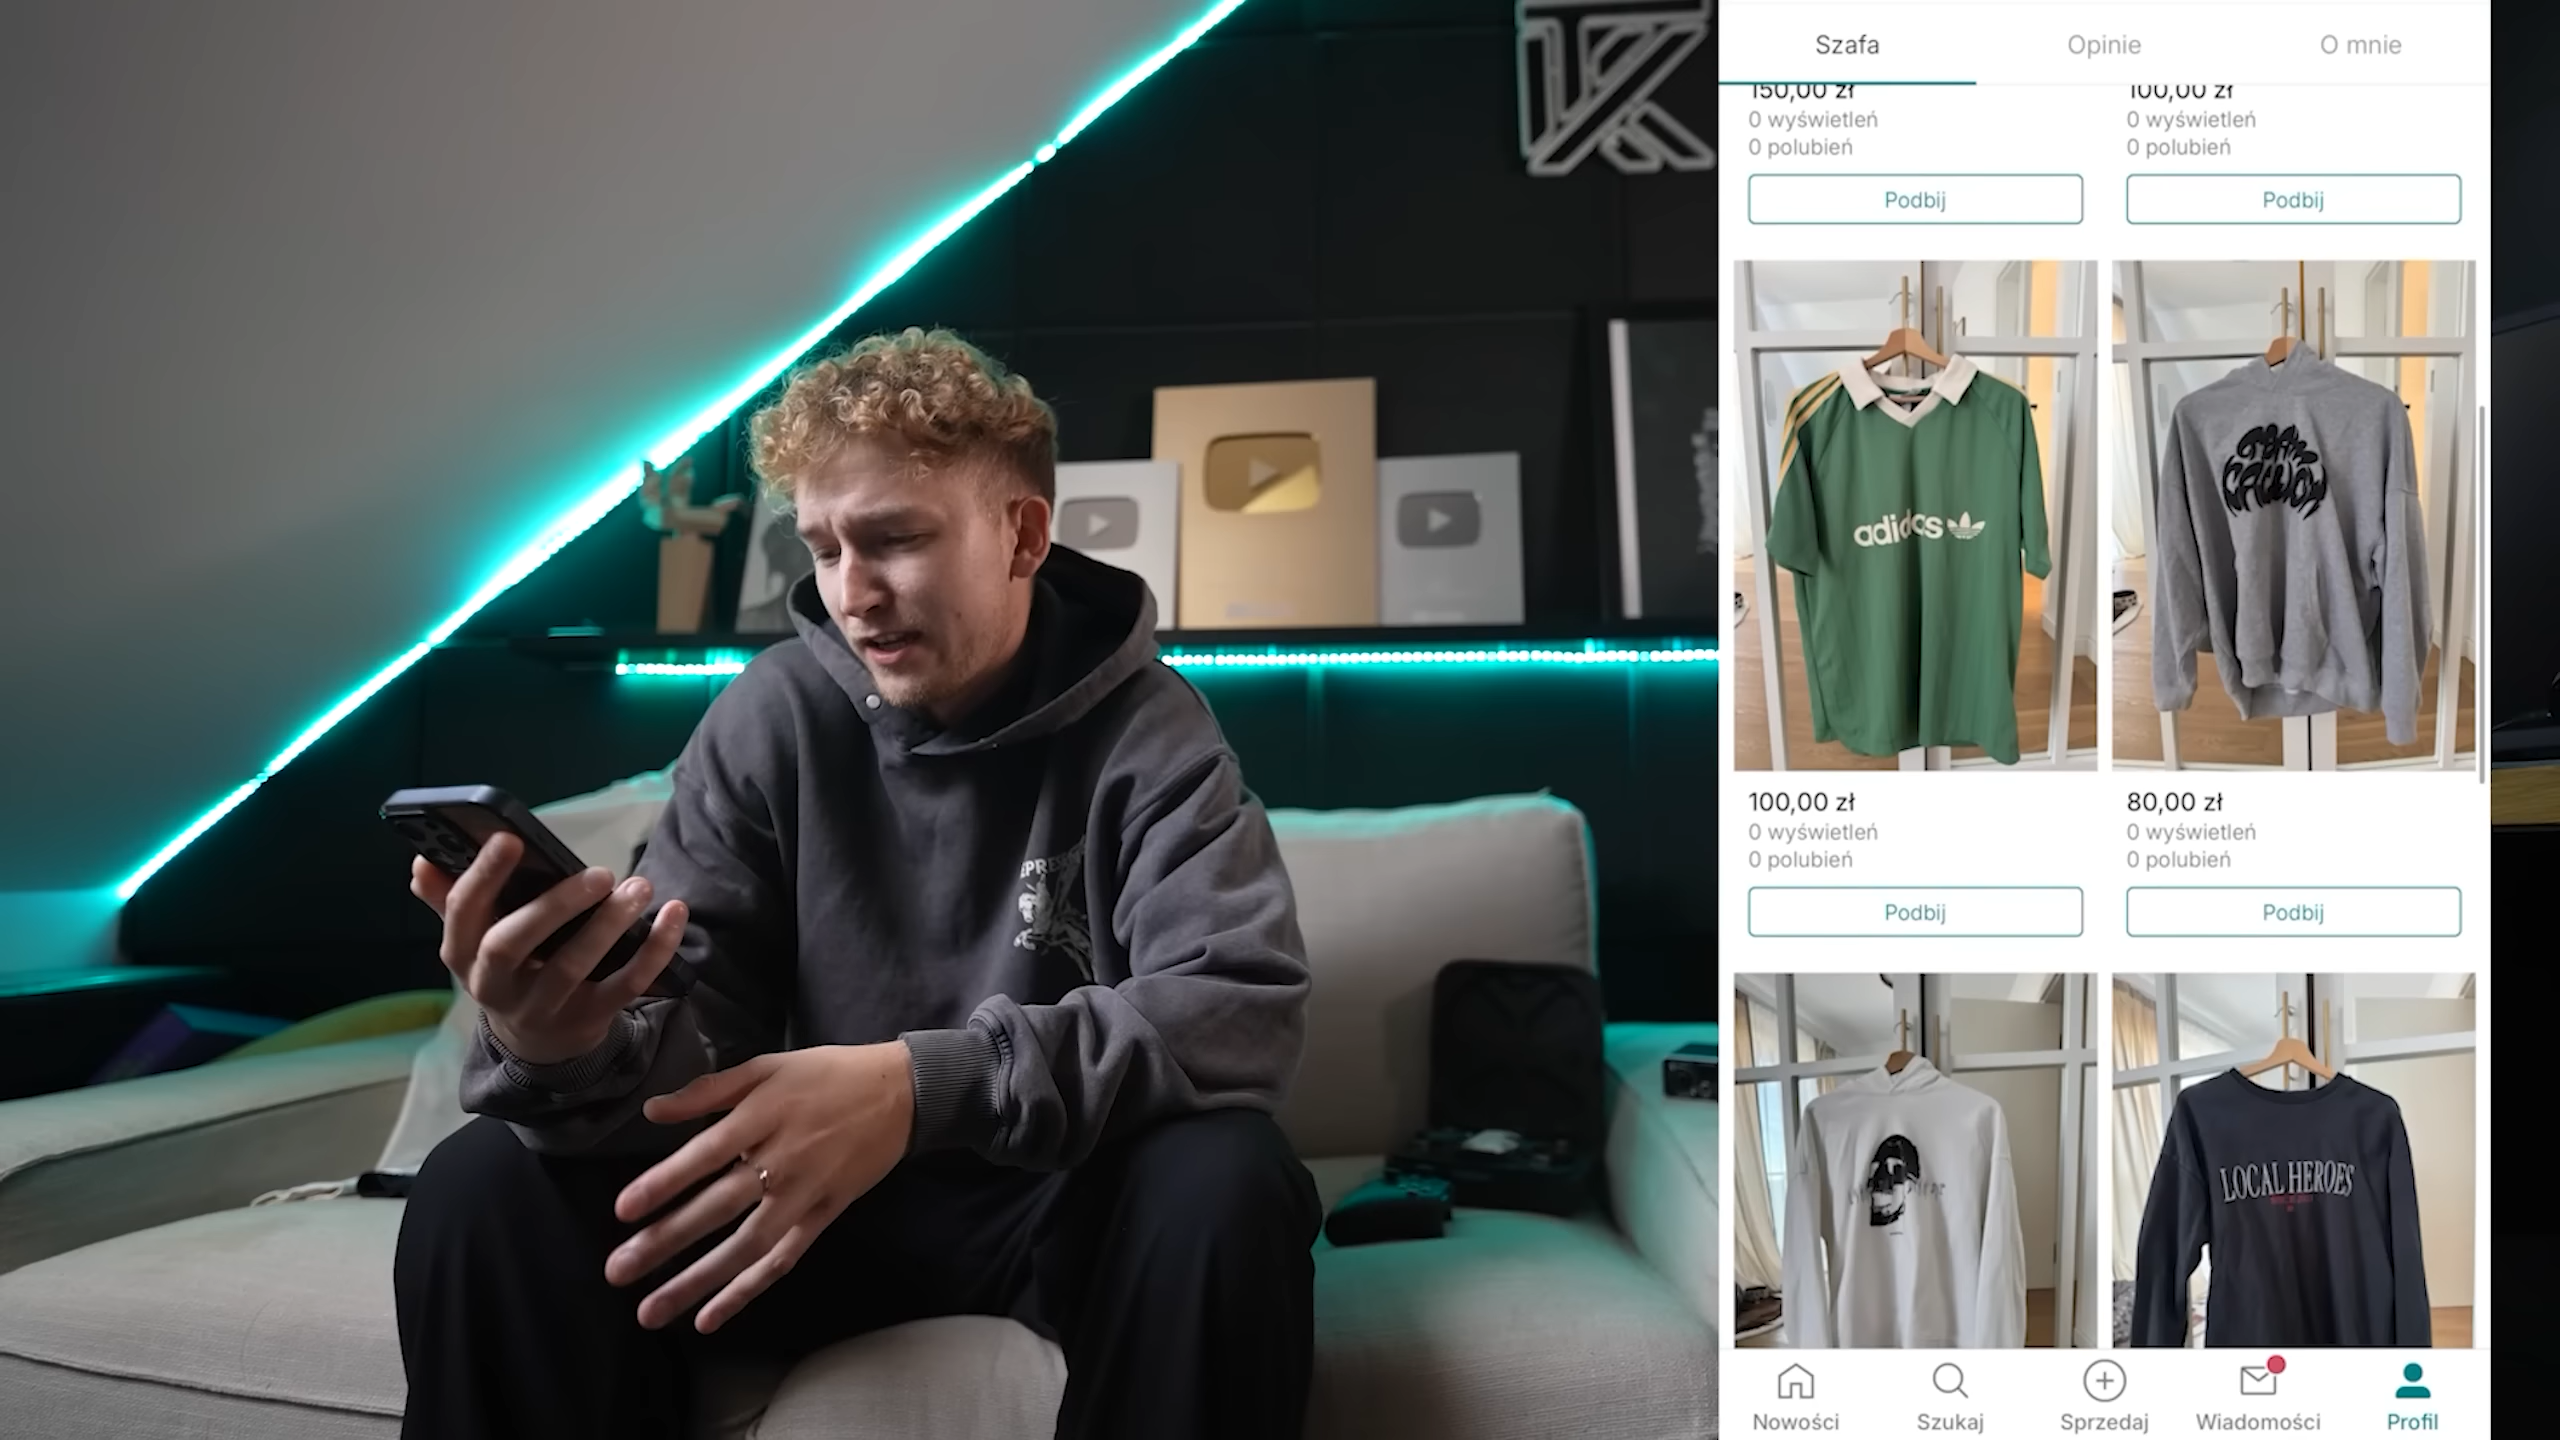 Szafa
Opinie
O mnie
150,00 zł
100,00 zł
0 wyświetleń
0 wyświetleń
0 polubień
0 polubień
Podbij
Podbij
adidas
100,00 zł
80,00 zł
0 wyświetleń
0 wyświetleń
0 polubień
0 polubień
Podbij
Podbij
LOCAL HEROES
Nowości
Szukaj
Sprzedaj
Wiadomości
Profil